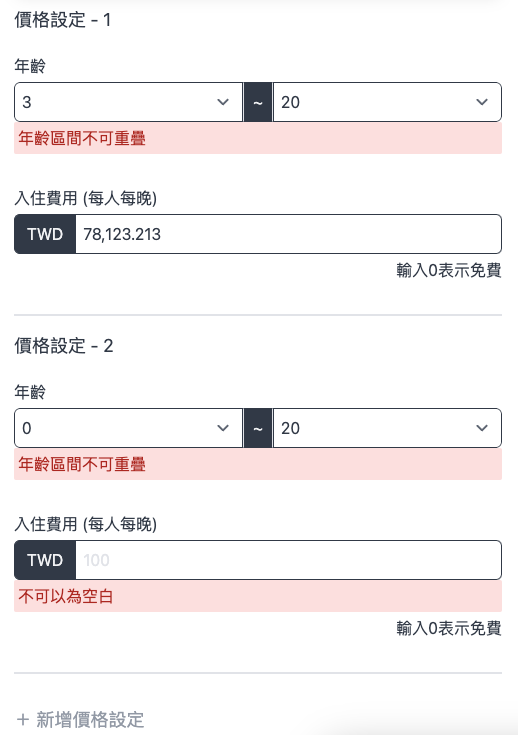 價格設定 - 1
年齡
3 ~ 20
年齡區間不可重疊
入住費用 (每人每晚)
TWD 78,123.213
輸入0表示免費
價格設定 - 2
年齡
0 ~ 20
年齡區間不可重疊
入住費用 (每人每晚)
TWD 100
不可以為空白
輸入0表示免費
+ 新增價格設定